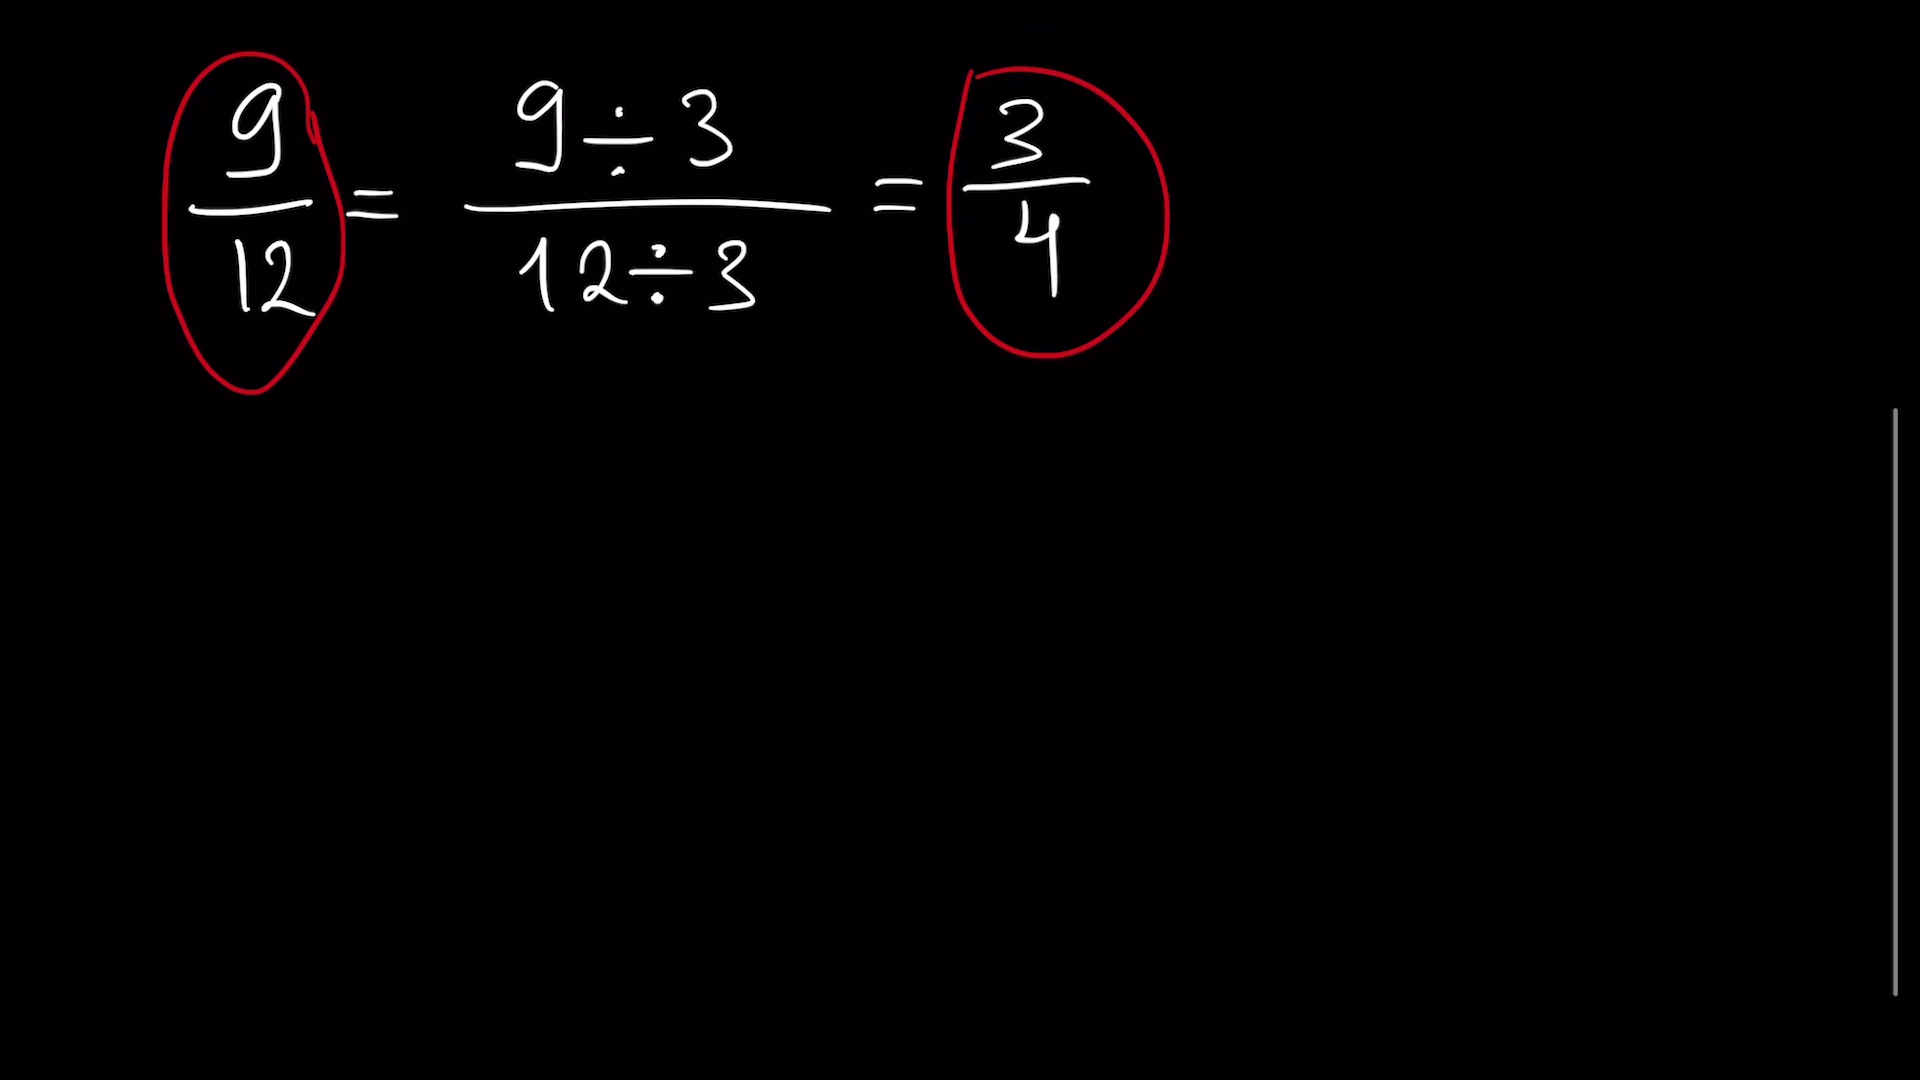 9/12 = (9 ÷ 3)/(12 ÷ 3) = 3/4